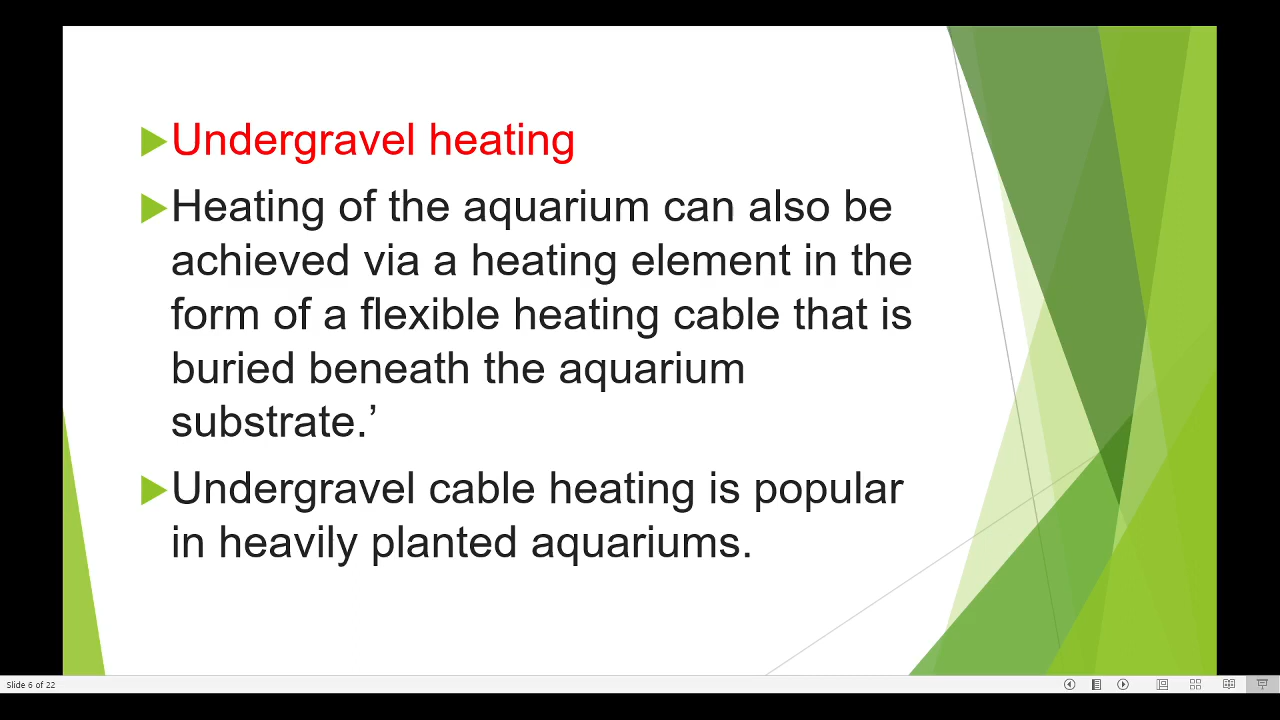 Undergravel heating
Heating of the aquarium can also be
achieved via a heating element in the
form of a flexible heating cable that is
buried beneath the aquarium
substrate.’
Undergravel cable heating is popular
in heavily planted aquariums.
Slide 6 of 22